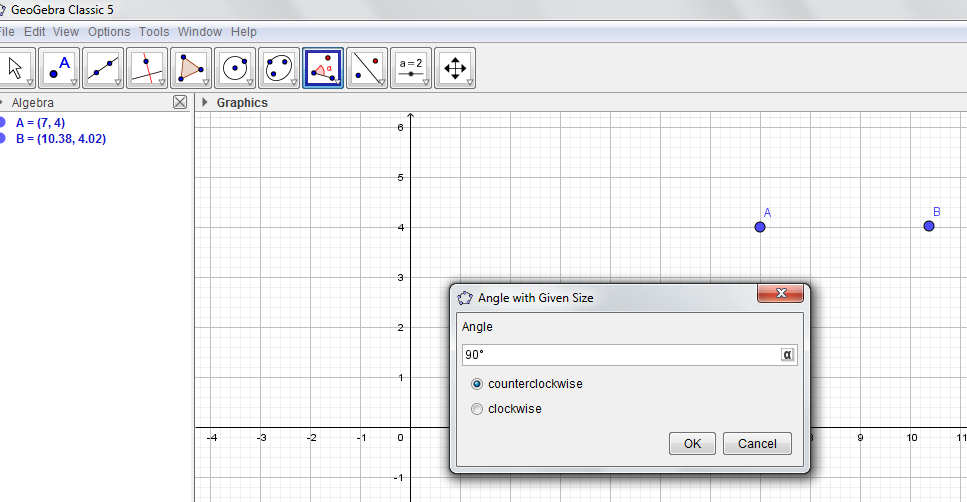 GeoGebra Classic 5
File Edit View Options Tools Window Help
A
α
a=2
Algebra
Graphics
A = (7, 4)
B = (10.38, 4.02)
6
5
4
3
2
1
-1
A
B
-4 -3 -2 -1 0 8 9 10 11
Angle with Given Size
Angle
90°
α
counterclockwise
clockwise
OK Cancel